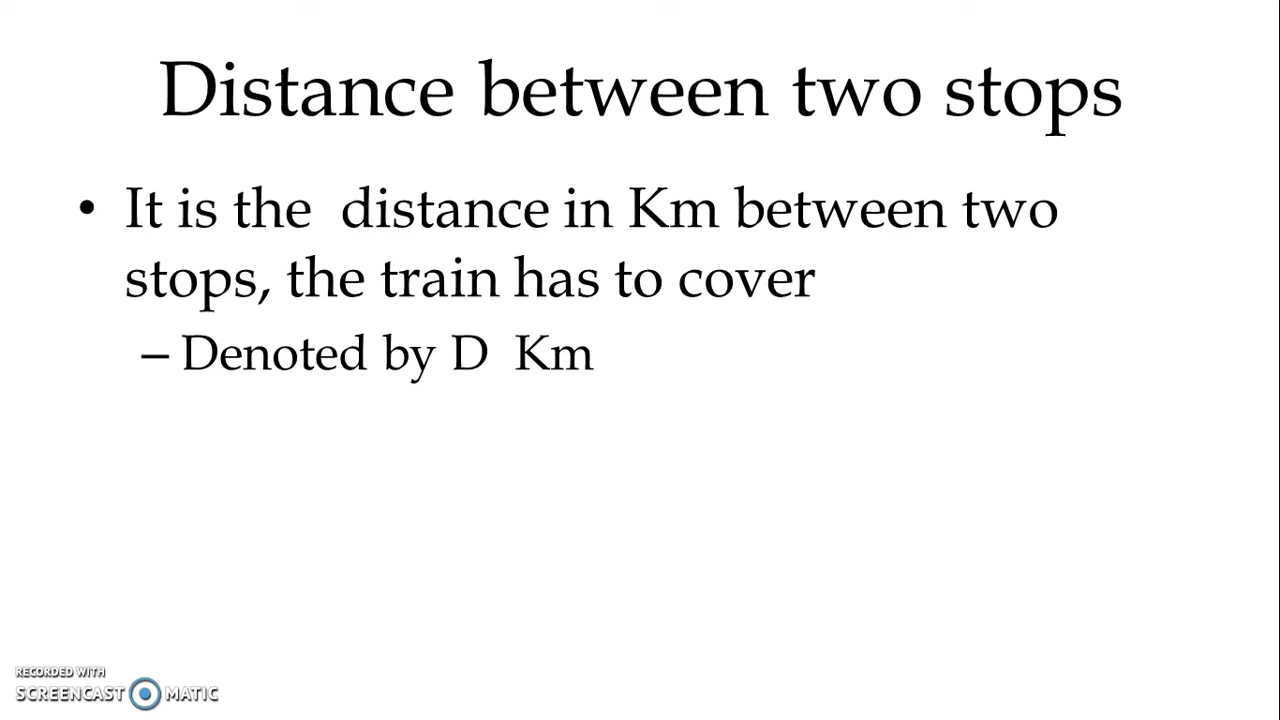 Distance between two stops
• It is the distance in Km between two
stops, the train has to cover
– Denoted by D Km
RECORDED WITH
SCREENCAST MATIC